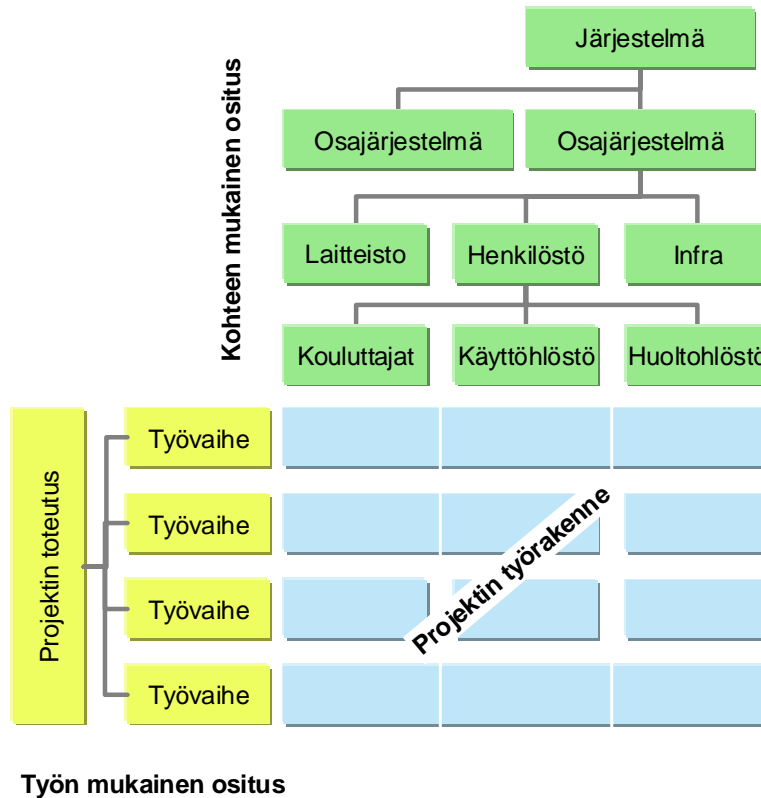 Järjestelmä
Kohteen mukainen ositus
Osajärjestelmä
Osajärjestelmä
Laitteisto
Henkilöstö
Infra
Kouluttajat
Käyttöhlöstö
Huoltohlöstö
Projektin toteutus
Työvaihe
Työvaihe
Työvaihe
Työvaihe
Projektin työrakenne
Työn mukainen ositus